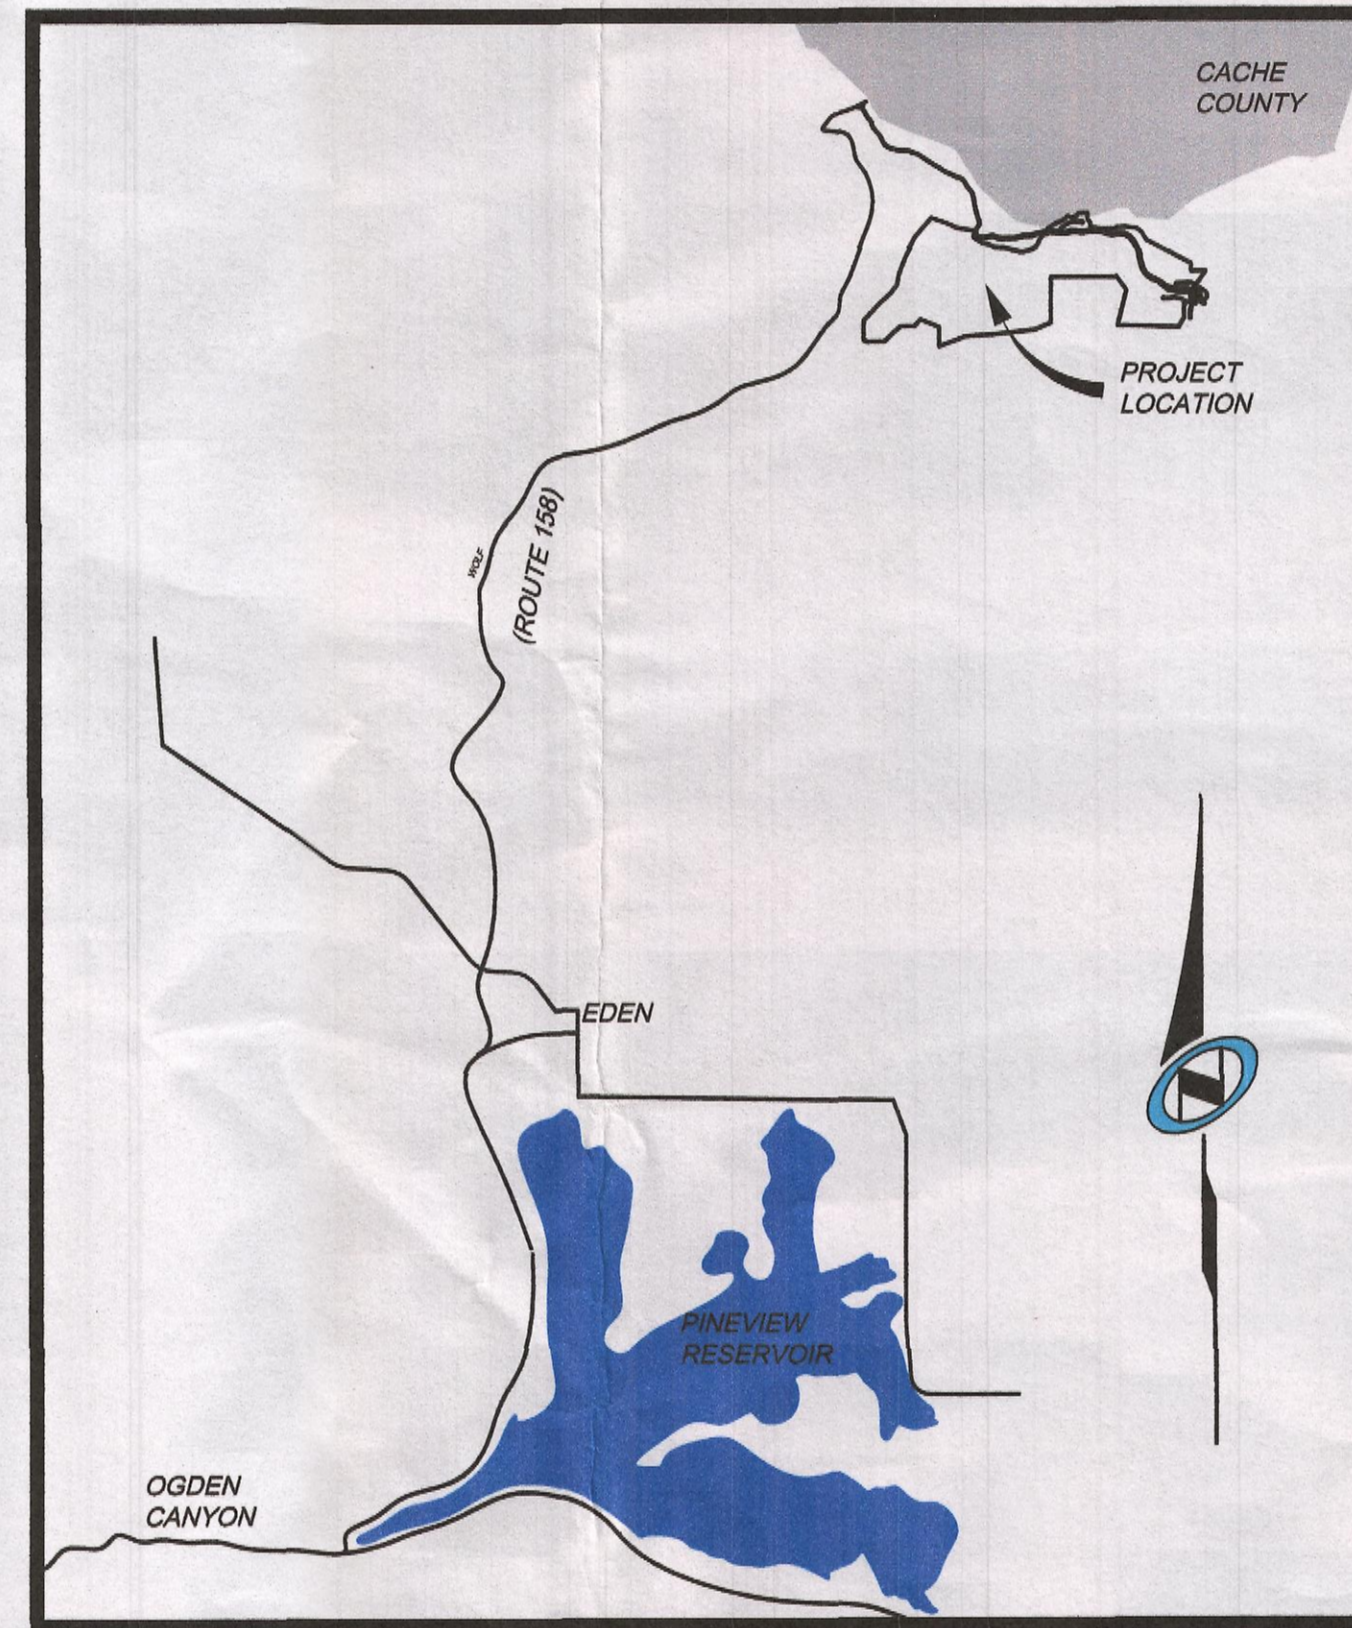 CACHE
COUNTY
PROJECT
LOCATION
(ROUTE 158)
WOLF
EDEN
N
PINEVIEW
RESERVOIR
OGDEN
CANYON